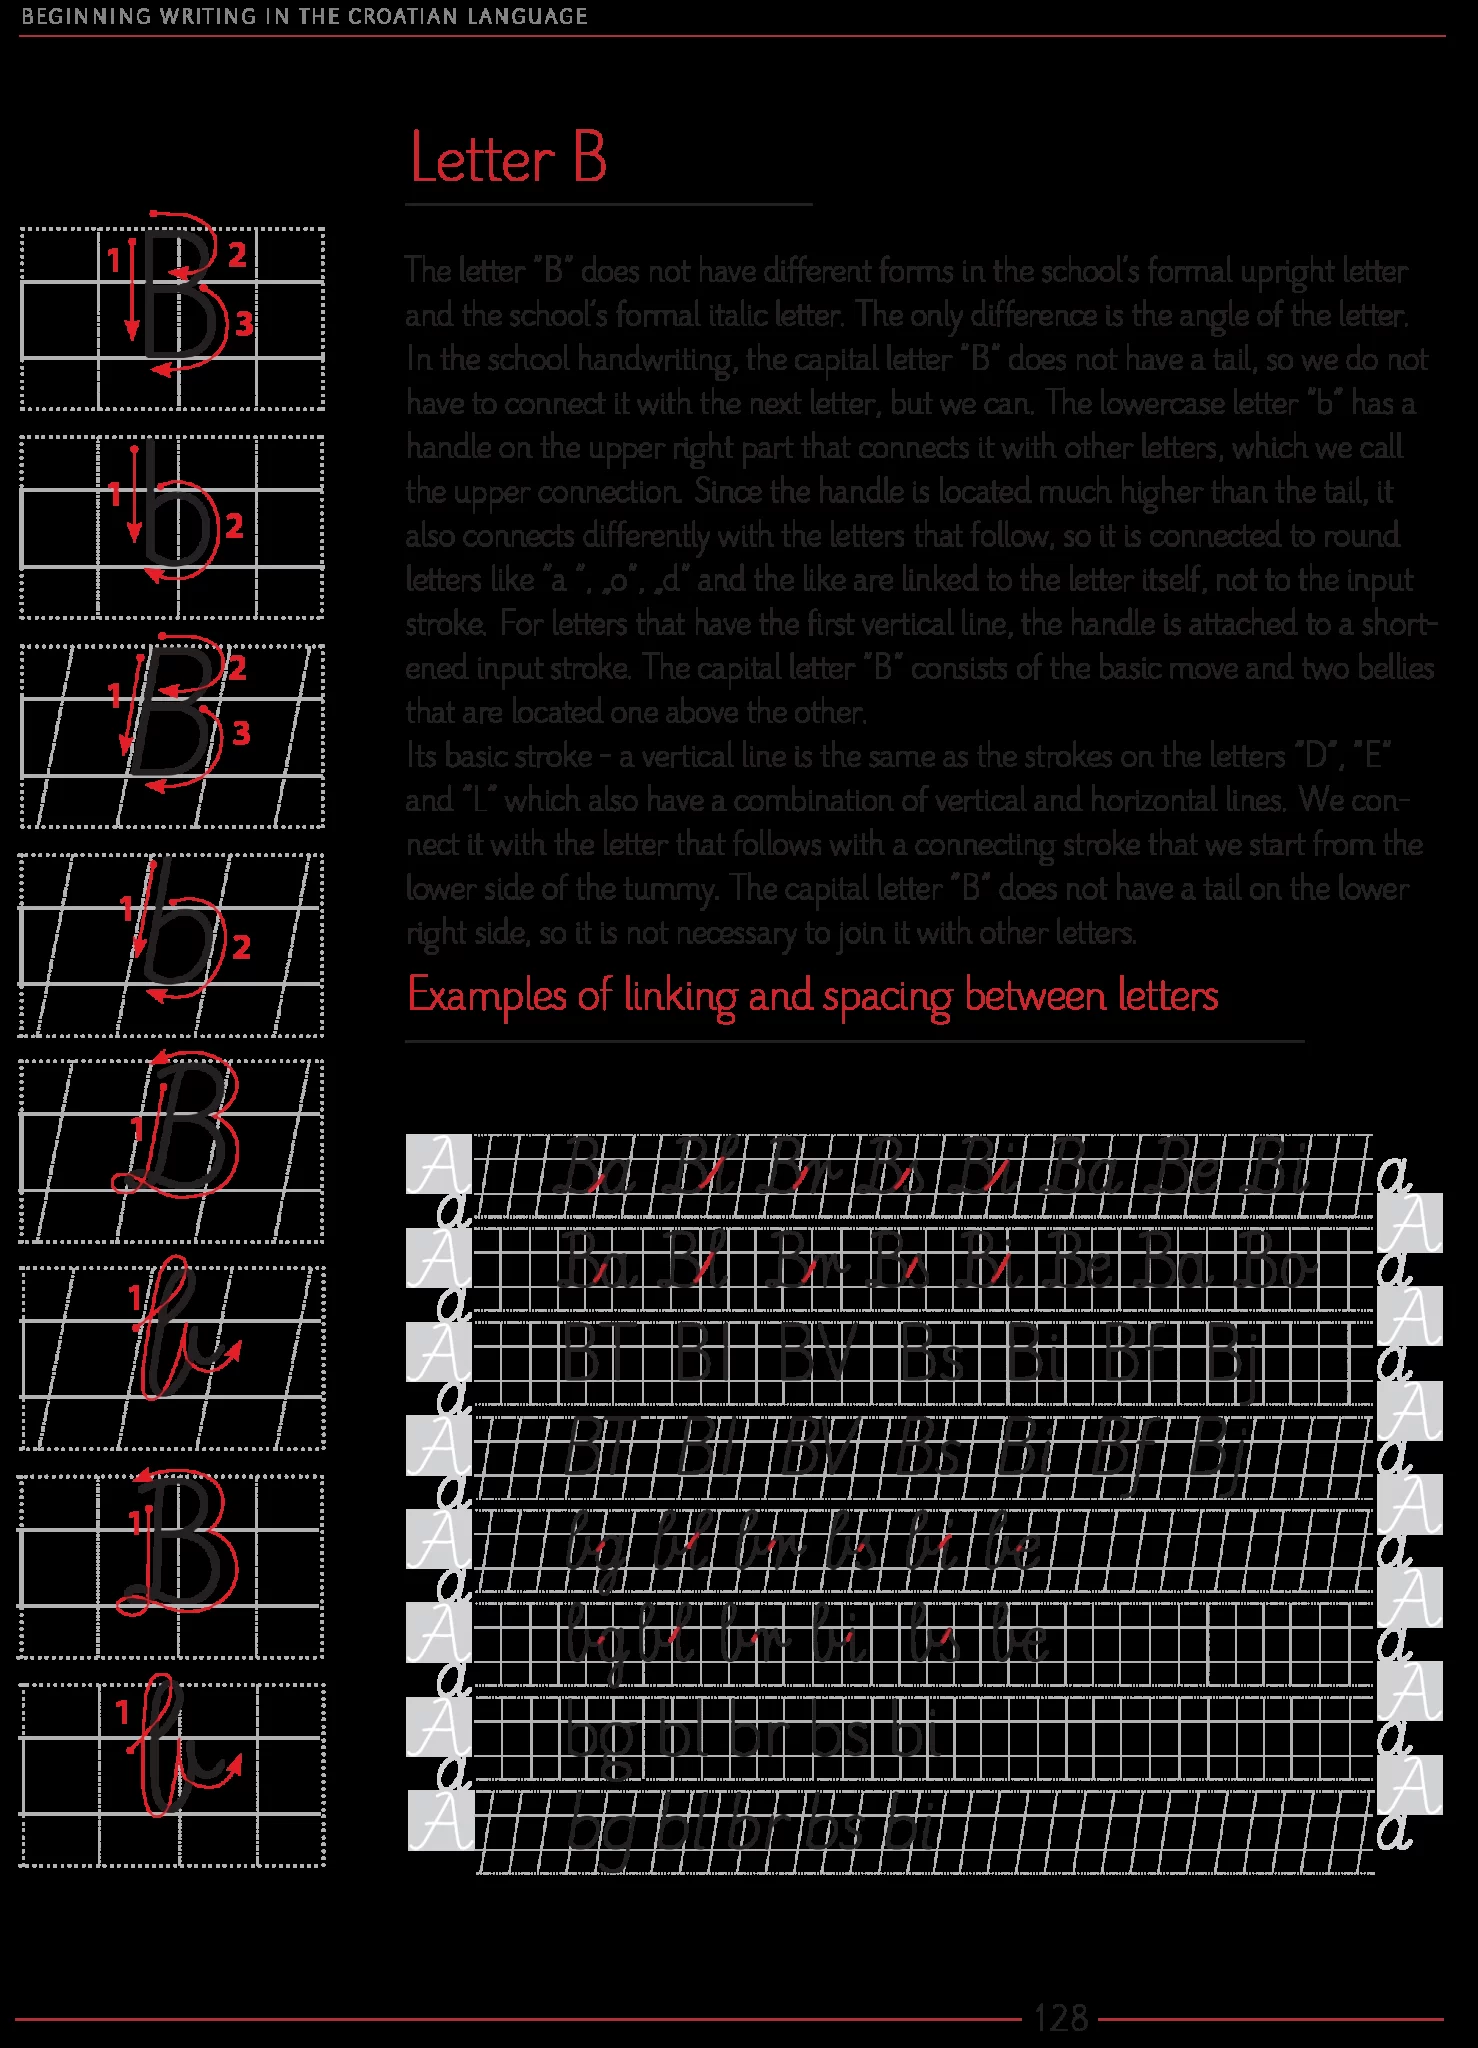 BEGINNING WRITING IN THE CROATIAN LANGUAGE
Letter B
The letter "B" does not have different forms in the school's formal upright letter
and the school's formal italic letter. The only difference is the angle of the letter.
In the school handwriting, the capital letter "B" does not have a tail, so we do not
have to connect it with the next letter, but we can. The lowercase letter "b" has a
handle on the upper right part that connects it with other letters, which we call
the upper connection. Since the handle is located much higher than the tail, it
also connects differently with the letters that follow, so it is connected to round
letters like "a ", „o", „d" and the like are linked to the letter itself, not to the input
stroke. For letters that have the first vertical line, the handle is attached to a short-
ened input stroke. The capital letter "B" onsists of the basic move and two bellies
that are located one above the other.
Its basic stroke - a vertical line is the same as the strokes on the letters "D", "E"
and "L" which also have a combination of vertical and horizontal lines. We con-
nect it with the letter that follows with a connecting stroke that we start from the
lower side of the tummy. The capital letter "B" does not have a tail on the lower
right side, so it is not necessary to join it with other letters.
Examples of linking and spacing between letters
1 B 2 3
1 b 2
1 B 2 3
1 b 2
1 B
1 b
1 B
1 b
A Ba Bl Br Bs Bi Ba Be Bi a
a A
A Ba Bl Br Bs Bi Be Ba Bo a
a A
A BT Bl BV Bs Bi Bf Bj a
a A
A BT Bl BV Bs Bi Bf Bj a
a A
A bg bl br bs bi be a
a A
A bg bl br bi bs be a
a A
A bg bl br bs bi a
a A
A bg bl br bs bi a
128